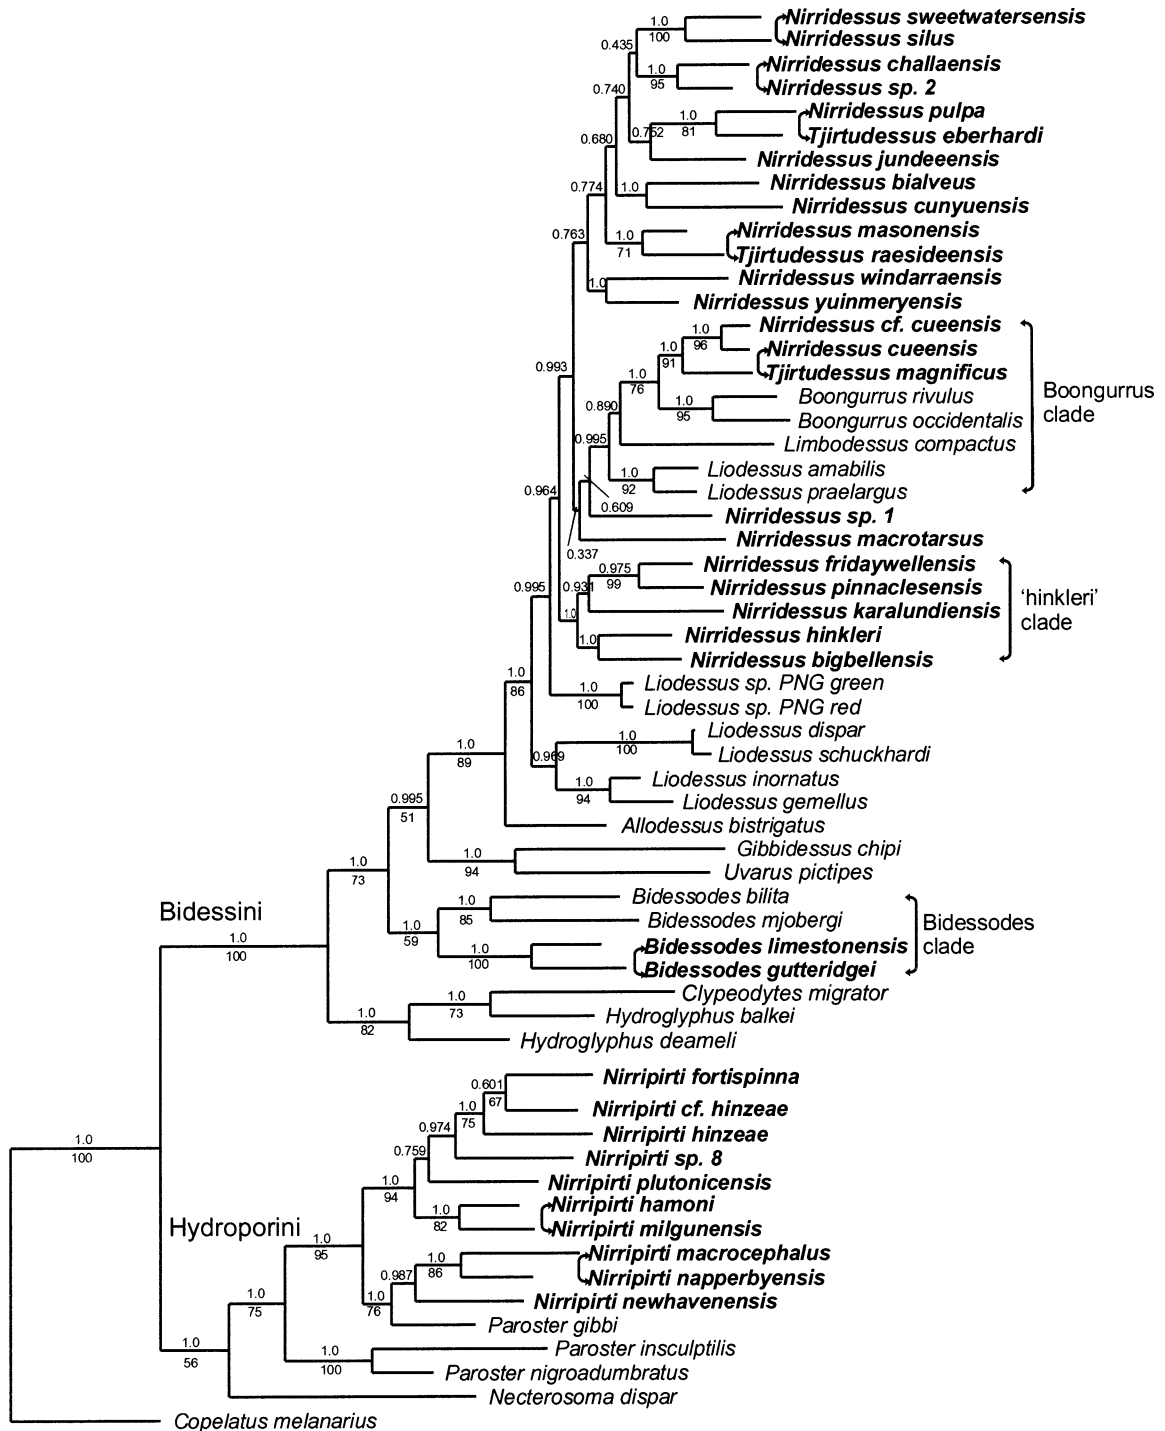 1.0
100
Nirridessus sweetwatersensis
Nirridessus silus
0.435
1.0
95
Nirridessus challaensis
Nirridessus sp. 2
0.740
0.752
1.0
81
Nirridessus pulpa
Tjirtudessus eberhardi
Nirridessus jundeeensis
0.680
1.0
Nirridessus bialveus
Nirridessus cunyuensis
0.774
1.0
71
Nirridessus masonensis
Tjirtudessus raesideensis
0.763
1.0
Nirridessus windarraensis
Nirridessus yuinmeryensis
1.0
96
Nirridessus cf. cueensis
Nirridessus cueensis
1.0
91
Tjirtudessus magnificus
0.993
1.0
76
1.0
95
Boongurrus rivulus
Boongurrus occidentalis
Boongurrus
clade
0.890
Limbodessus compactus
0.995
1.0
92
Liodessus amabilis
Liodessus praelargus
0.609
Nirridessus sp. 1
0.964
0.337
Nirridessus macrotarsus
0.975
99
Nirridessus fridaywellensis
Nirridessus pinnaclesensis
0.931
Nirridessus karalundiensis
'hinkleri'
clade
0.995
1.0
1.0
Nirridessus hinkleri
Nirridessus bigbellensis
1.0
100
Liodessus sp. PNG green
Liodessus sp. PNG red
1.0
86
0.969
1.0
100
Liodessus dispar
Liodessus schuckhardi
1.0
94
Liodessus inornatus
Liodessus gemellus
1.0
89
Allodessus bistrigatus
0.995
51
1.0
94
Gibbidessus chipi
Uvarus pictipes
1.0
73
1.0
85
Bidessodes bilita
Bidessodes mjobergi
1.0
59
1.0
100
Bidessodes limestonensis
Bidessodes gutteridgei
Bidessodes
clade
Bidessini
1.0
100
1.0
82
1.0
73
Clypeodytes migrator
Hydroglyphus balkei
Hydroglyphus deameli
0.601
67
Nirripirti fortispinna
Nirripirti cf. hinzeae
1.0
75
Nirripirti hinzeae
0.974
Nirripirti sp. 8
0.759
Nirripirti plutonicensis
1.0
100
1.0
94
1.0
82
Nirripirti hamoni
Nirripirti milgunensis
Hydroporini
1.0
95
1.0
86
Nirripirti macrocephalus
Nirripirti napperbyensis
0.987
Nirripirti newhavenensis
1.0
76
Paroster gibbi
1.0
75
1.0
100
Paroster insculptilis
Paroster nigroadumbratus
1.0
56
Necterosoma dispar
Copelatus melanarius